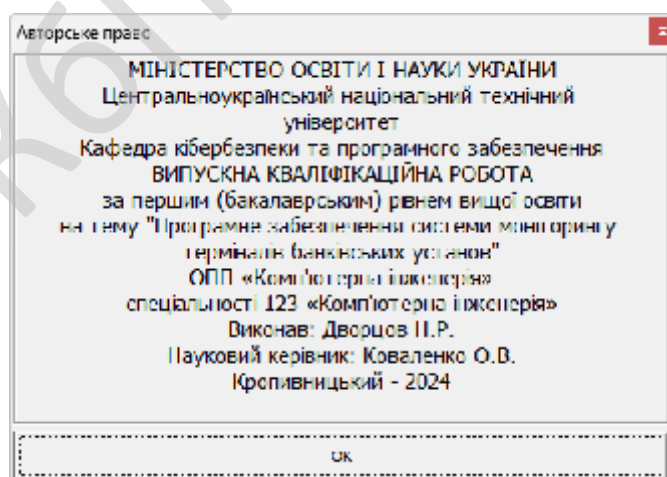 Авторське право
МІНІСТЕРСТВО ОСВІТИ І НАУКИ УКРАЇНИ
Центральноукраїнський національний технічний
університет
Кафедра кібербезпеки та програмного забезпечення
ВИПУСКНА КВАЛІФІКАЦІЙНА РОБОТА
за першим (бакалаврським) рівнем вищої освіти
на тему "Програмне забезпечення системи моніторингу
терміналів банківських установ"
ОПП «Комп'ютерна інженерія»
спеціальності 123 «Комп'ютерна інженерія»
Виконав: Дворцов
Науковий керівник: Коваленко О.В.
Кропивницький - 2024
ОК